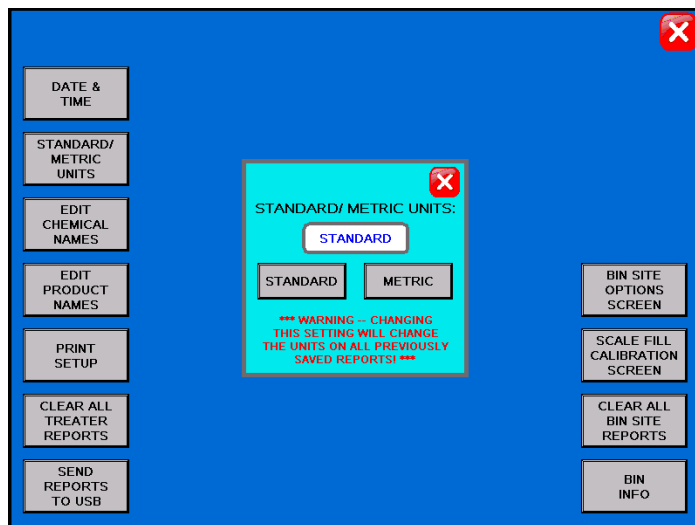 DATE &
TIME
STANDARD/
METRIC
UNITS
EDIT
CHEMICAL
NAMES
EDIT
PRODUCT
NAMES
PRINT
SETUP
CLEAR ALL
TREATER
REPORTS
SEND
REPORTS
TO USB
STANDARD/ METRIC UNITS:
STANDARD
STANDARD
METRIC
*** WARNING -- CHANGING
THIS SETTING WILL CHANGE
THE UNITS ON ALL PREVIOUSLY
SAVED REPORTS! ***
BIN SITE
OPTIONS
SCREEN
SCALE FILL
CALIBRATION
SCREEN
CLEAR ALL
BIN SITE
REPORTS
BIN
INFO